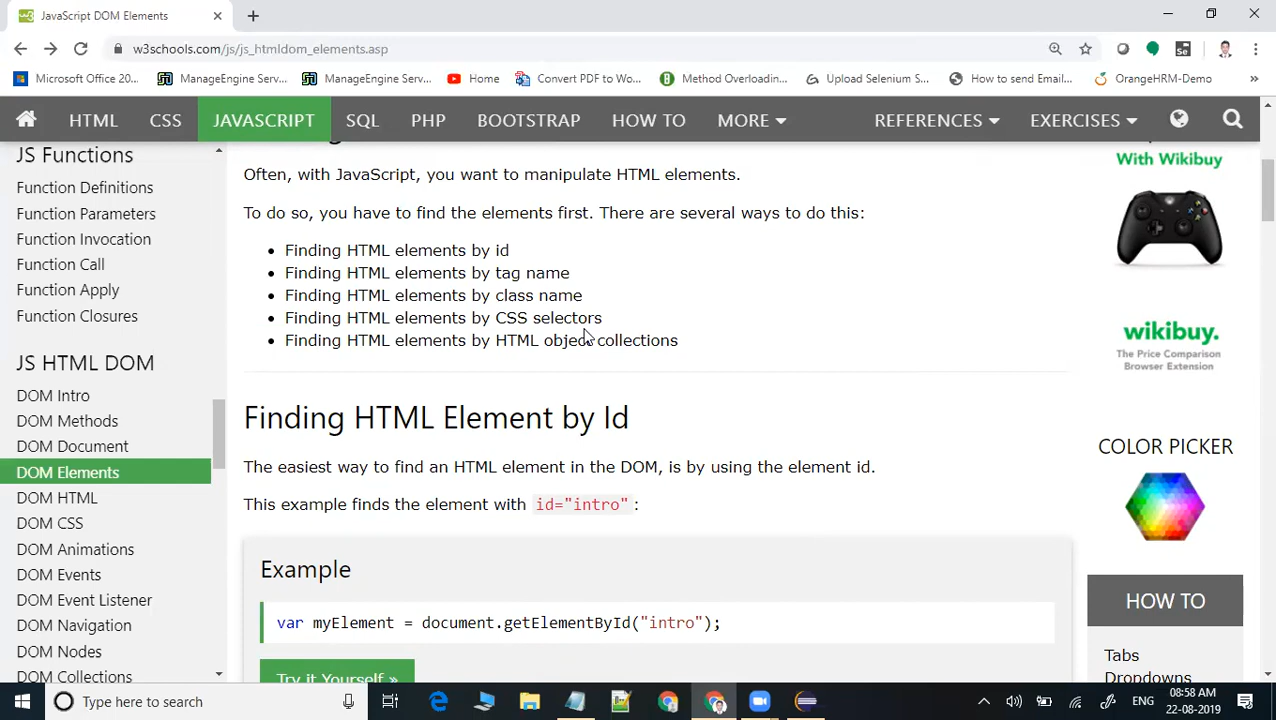 JavaScript DOM Elements
w3schools.com/js/js_htmldom_elements.asp
Microsoft Office 20...
ManageEngine Serv...
ManageEngine Serv...
Home
Convert PDF to Wo...
Method Overloadin...
Upload Selenium S...
How to send Email...
OrangeHRM-Demo
»
HTML
CSS
JAVASCRIPT
SQL
PHP
BOOTSTRAP
HOW TO
MORE
REFERENCES
EXERCISES
JS Functions
Function Definitions
Function Parameters
Function Invocation
Function Call
Function Apply
Function Closures
JS HTML DOM
DOM Intro
DOM Methods
DOM Document
DOM Elements
DOM HTML
DOM CSS
DOM Animations
DOM Events
DOM Event Listener
DOM Navigation
DOM Nodes
DOM Collections
Often, with JavaScript, you want to manipulate HTML elements.
To do so, you have to find the elements first. There are several ways to do this:
• Finding HTML elements by id
• Finding HTML elements by tag name
• Finding HTML elements by class name
• Finding HTML elements by CSS selectors
• Finding HTML elements by HTML object collections
Finding HTML Element by Id
The easiest way to find an HTML element in the DOM, is by using the element id.
This example finds the element with id="intro":
Example
var myElement = document.getElementById("intro");
Try it Yourself »
With Wikibuy
wikibuy.
The Price Comparison
Browser Extension
COLOR PICKER
HOW TO
Tabs
Dropdowns
Type here to search
ENG
08:58 AM
22-08-2019